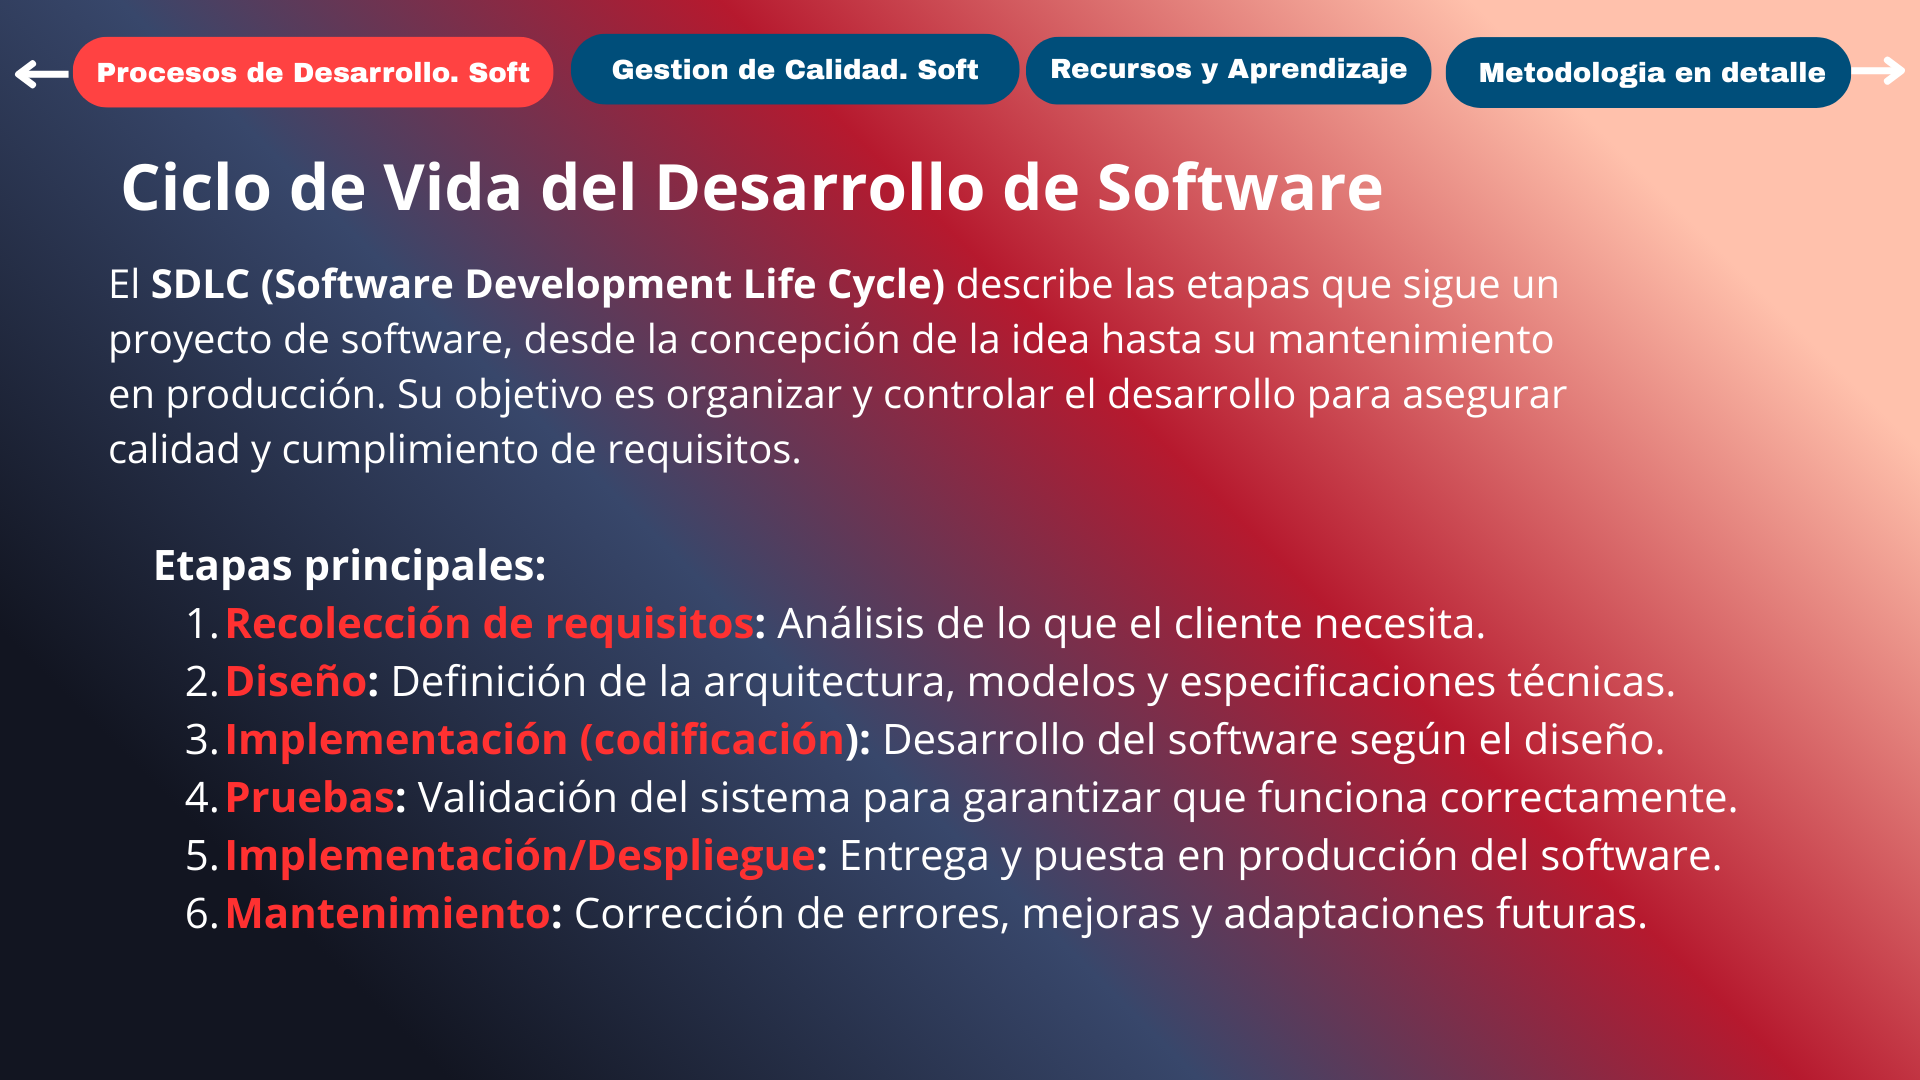 Procesos de Desarrollo. Soft
Gestion de Calidad. Soft
Recursos y Aprendizaje
Metodologia en detalle
Ciclo de Vida del Desarrollo de Software
El SDLC (Software Development Life Cycle) describe las etapas que sigue un
proyecto de software, desde la concepción de la idea hasta su mantenimiento
en producción. Su objetivo es organizar y controlar el desarrollo para asegurar
calidad y cumplimiento de requisitos.
Etapas principales:
1. Recolección de requisitos: Análisis de lo que el cliente necesita.
2. Diseño: Definición de la arquitectura, modelos y especificaciones técnicas.
3. Implementación (codificación): Desarrollo del software según el diseño.
4. Pruebas: Validación del sistema para garantizar que funciona correctamente.
5. Implementación/Despliegue: Entrega y puesta en producción del software.
6. Mantenimiento: Corrección de errores, mejoras y adaptaciones futuras.